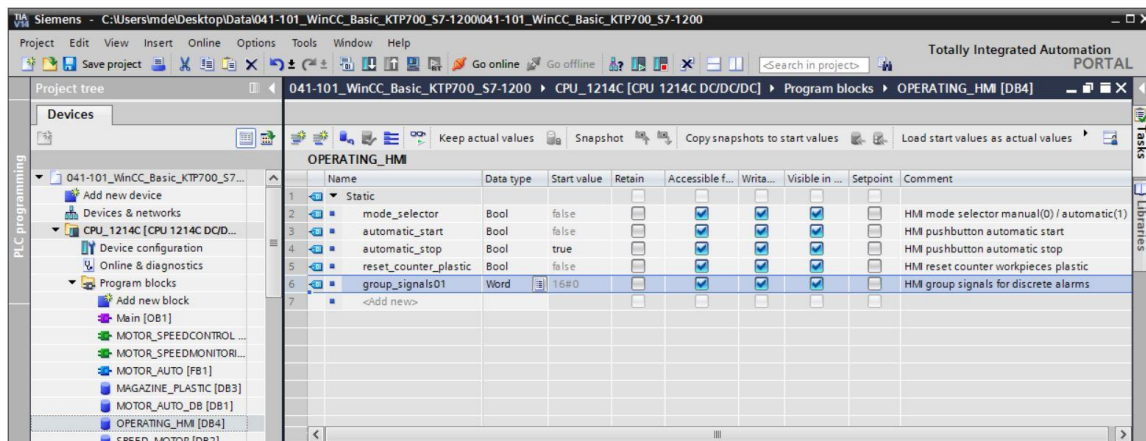 Siemens - C:\Users\mde\Desktop\Data\041-101_WinCC_Basic_KTP700_S7-1200\041-101_WinCC_Basic_KTP700_S7-1200
Project Edit View Insert Online Options Tools Window Help
Totally Integrated Automation
PORTAL
Save project Go online Go offline <Search in project>
Project tree
041-101_WinCC_Basic_KTP700_S7-1200 ▸ CPU_1214C [CPU 1214C DC/DC/DC] ▸ Program blocks ▸ OPERATING_HMI [DB4]
Devices
Keep actual values Snapshot Copy snapshots to start values Load start values as actual values
PLC programming
041-101_WinCC_Basic_KTP700_S7...
Add new device
Devices & networks
CPU_1214C [CPU 1214C DC/D...
Device configuration
Online & diagnostics
Program blocks
Add new block
Main [OB1]
MOTOR_SPEEDCONTROL ...
MOTOR_SPEEDMONITORI...
MOTOR_AUTO [FB1]
MAGAZINE_PLASTIC [DB3]
MOTOR_AUTO_DB [DB1]
OPERATING_HMI [DB4]
SPEED_MOTOR [DB2]
OPERATING_HMI
Name Data type Start value Retain Accessible f... Writa... Visible in ... Setpoint Comment
1 Static
2 mode_selector Bool false HMI mode selector manual(0) / automatic(1)
3 automatic_start Bool false HMI pushbutton automatic start
4 automatic_stop Bool true HMI pushbutton automatic stop
5 reset_counter_plastic Bool false HMI reset counter workpieces plastic
6 group_signals01 Word 16#0 HMI group signals for discrete alarms
7 <Add new>
Tasks
Libraries